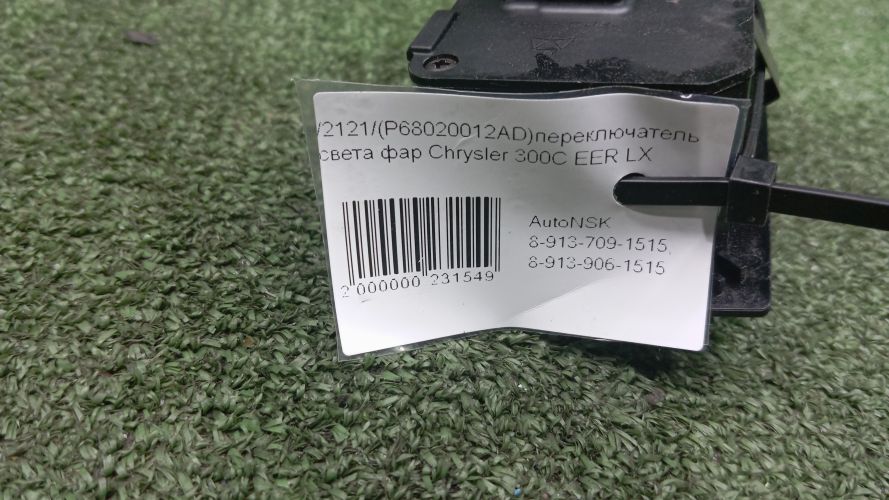 /2121/(P68020012AD)переключатель
света фар Chrysler 300C EER LX
AutoNSK
8-913-709-1515,
8-913-906-1515
2 000000 231549